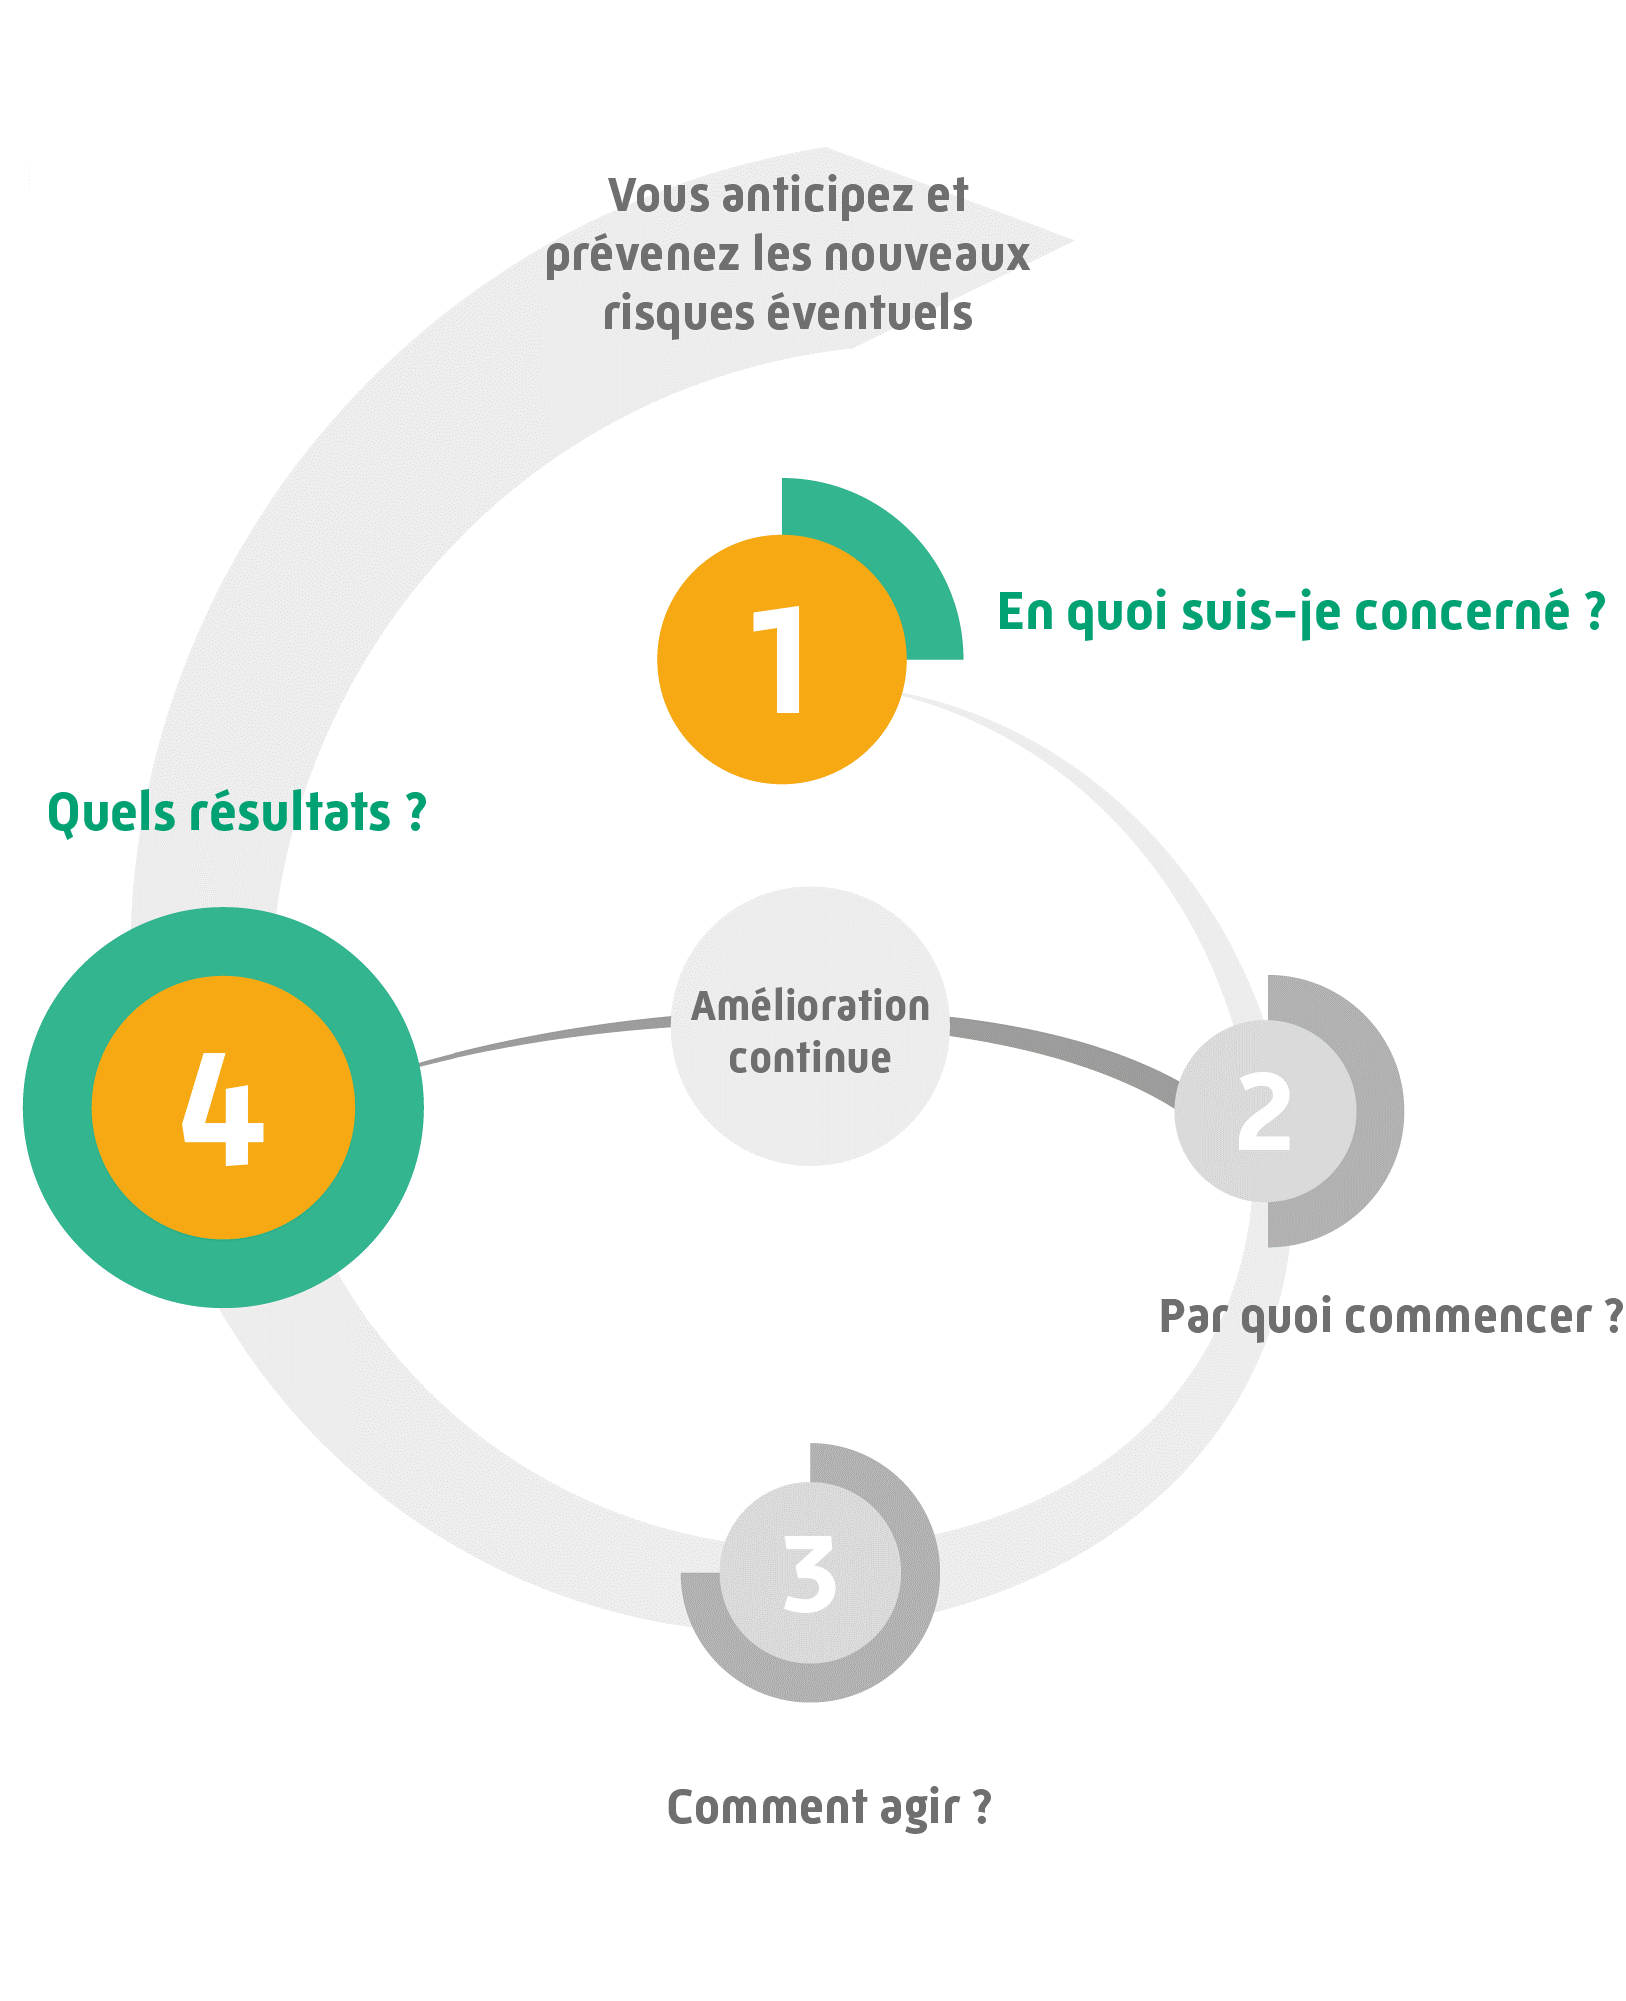 Vous anticipez et
prévenez les nouveaux
risques éventuels
1
En quoi suis-je concerné ?
Quels résultats ?
4
Amélioration
continue
2
Par quoi commencer ?
3
Comment agir ?